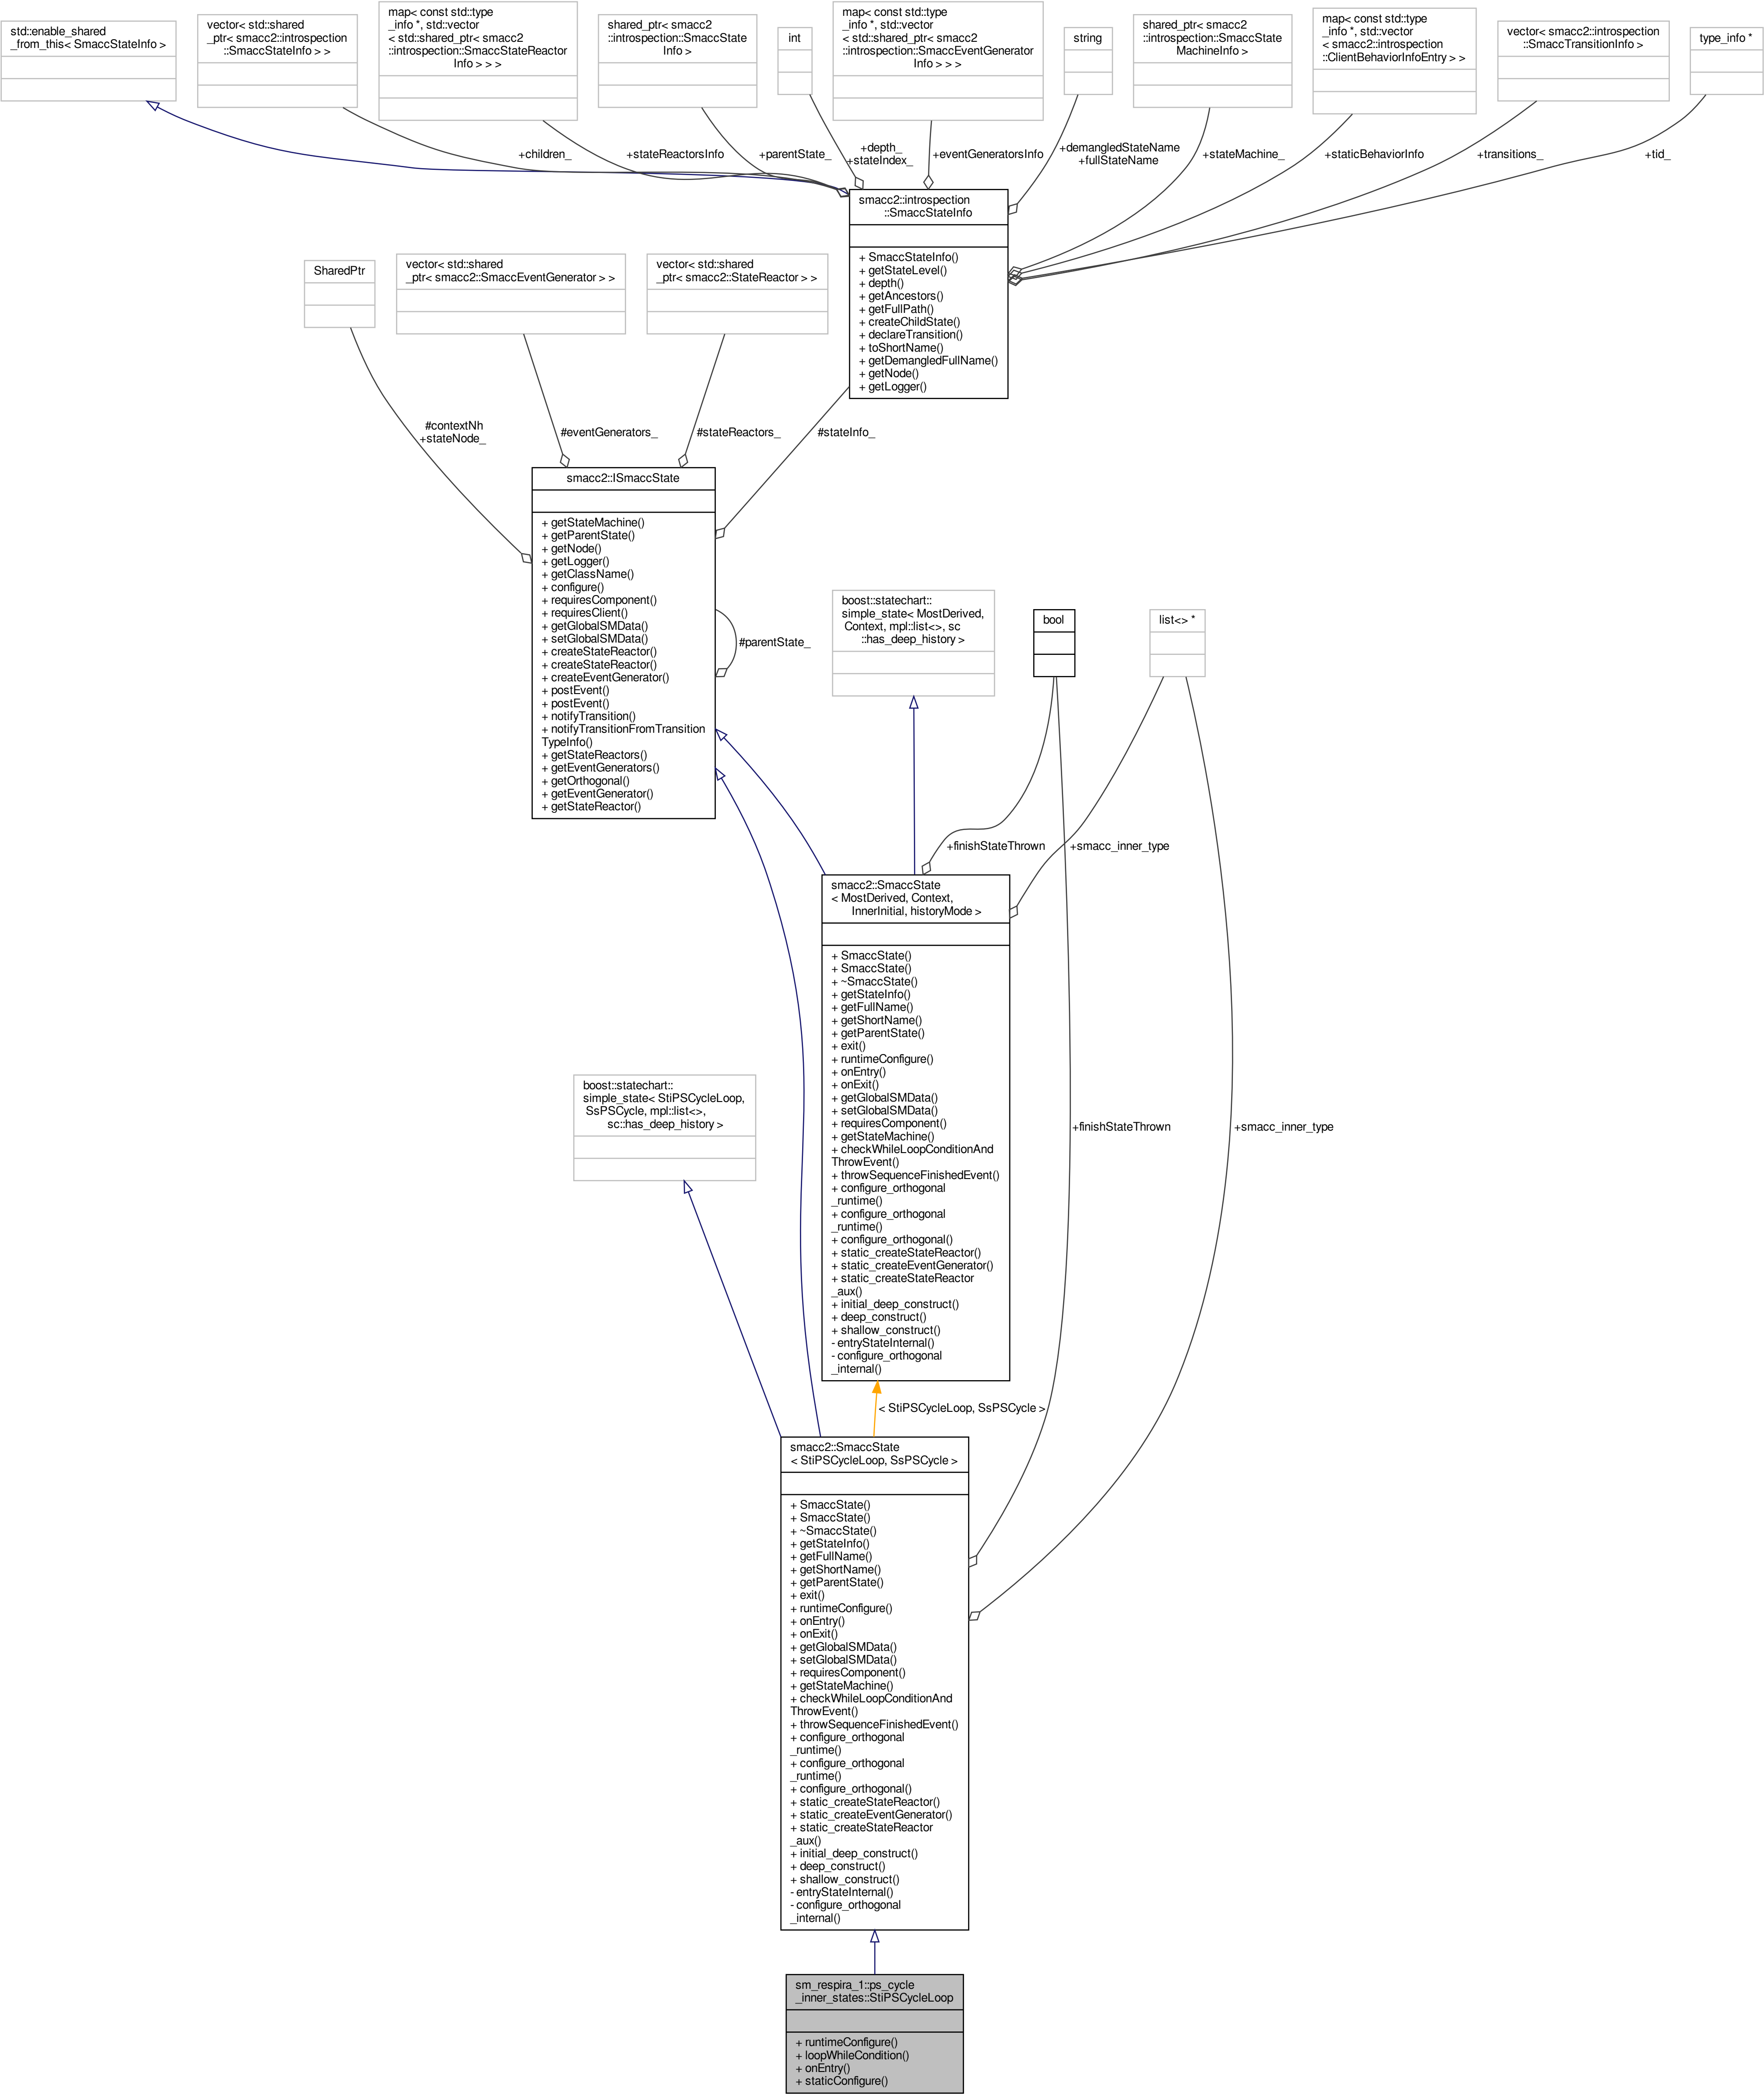 std::enable_shared
_from_this< SmaccStateInfo >
vector< std::shared
_ptr< smacc2::introspection
::SmaccStateInfo > >
map< const std::type
_info *, std::vector
< std::shared_ptr< smacc2
::introspection::SmaccStateReactor
Info > > >
shared_ptr< smacc2
::introspection::SmaccState
Info >
int
map< const std::type
_info *, std::vector
< std::shared_ptr< smacc2
::introspection::SmaccEventGenerator
Info > > >
string
shared_ptr< smacc2
::introspection::SmaccState
MachineInfo >
map< const std::type
_info *, std::vector
< smacc2::introspection
::ClientBehaviorInfoEntry > >
vector< smacc2::introspection
::SmaccTransitionInfo >
type_info *
+children_
+stateReactorsInfo
+parentState_
+depth_
+stateIndex_
+eventGeneratorsInfo
+demangledStateName
+fullStateName
+stateMachine_
+staticBehaviorInfo
+transitions_
+tid_
smacc2::introspection
::SmaccStateInfo
+ SmaccStateInfo()
+ getStateLevel()
+ depth()
+ getAncestors()
+ getFullPath()
+ createChildState()
+ declareTransition()
+ toShortName()
+ getDemangledFullName()
+ getNode()
+ getLogger()
SharedPtr
vector< std::shared
_ptr< smacc2::SmaccEventGenerator > >
vector< std::shared
_ptr< smacc2::StateReactor > >
#contextNh
+stateNode_
#eventGenerators_
#stateReactors_
#stateInfo_
smacc2::ISmaccState
+ getStateMachine()
+ getParentState()
+ getNode()
+ getLogger()
+ getClassName()
+ configure()
+ requiresComponent()
+ requiresClient()
+ getGlobalSMData()
+ setGlobalSMData()
+ createStateReactor()
+ createStateReactor()
+ createEventGenerator()
+ postEvent()
+ postEvent()
+ notifyTransition()
+ notifyTransitionFromTransition
TypeInfo()
+ getStateReactors()
+ getEventGenerators()
+ getOrthogonal()
+ getEventGenerator()
+ getStateReactor()
#parentState_
boost::statechart::
simple_state< MostDerived,
Context, mpl::list<>, sc
::has_deep_history >
bool
list<> *
+finishStateThrown
+smacc_inner_type
smacc2::SmaccState
< MostDerived, Context,
InnerInitial, historyMode >
+ SmaccState()
+ SmaccState()
+ ~SmaccState()
+ getStateInfo()
+ getFullName()
+ getShortName()
+ getParentState()
+ exit()
+ runtimeConfigure()
+ onEntry()
+ onExit()
+ getGlobalSMData()
+ setGlobalSMData()
+ requiresComponent()
+ getStateMachine()
+ checkWhileLoopConditionAnd
ThrowEvent()
+ throwSequenceFinishedEvent()
+ configure_orthogonal
_runtime()
+ configure_orthogonal
_runtime()
+ configure_orthogonal()
+ static_createStateReactor()
+ static_createEventGenerator()
+ static_createStateReactor
_aux()
+ initial_deep_construct()
+ deep_construct()
+ shallow_construct()
- entryStateInternal()
- configure_orthogonal
_internal()
boost::statechart::
simple_state< StiPSCycleLoop,
SsPSCycle, mpl::list<>,
sc::has_deep_history >
+finishStateThrown
+smacc_inner_type
< StiPSCycleLoop, SsPSCycle >
smacc2::SmaccState
< StiPSCycleLoop, SsPSCycle >
+ SmaccState()
+ SmaccState()
+ ~SmaccState()
+ getStateInfo()
+ getFullName()
+ getShortName()
+ getParentState()
+ exit()
+ runtimeConfigure()
+ onEntry()
+ onExit()
+ getGlobalSMData()
+ setGlobalSMData()
+ requiresComponent()
+ getStateMachine()
+ checkWhileLoopConditionAnd
ThrowEvent()
+ throwSequenceFinishedEvent()
+ configure_orthogonal
_runtime()
+ configure_orthogonal
_runtime()
+ configure_orthogonal()
+ static_createStateReactor()
+ static_createEventGenerator()
+ static_createStateReactor
_aux()
+ initial_deep_construct()
+ deep_construct()
+ shallow_construct()
- entryStateInternal()
- configure_orthogonal
_internal()
sm_respira_1::ps_cycle
_inner_states::StiPSCycleLoop
+ runtimeConfigure()
+ loopWhileCondition()
+ onEntry()
+ staticConfigure()